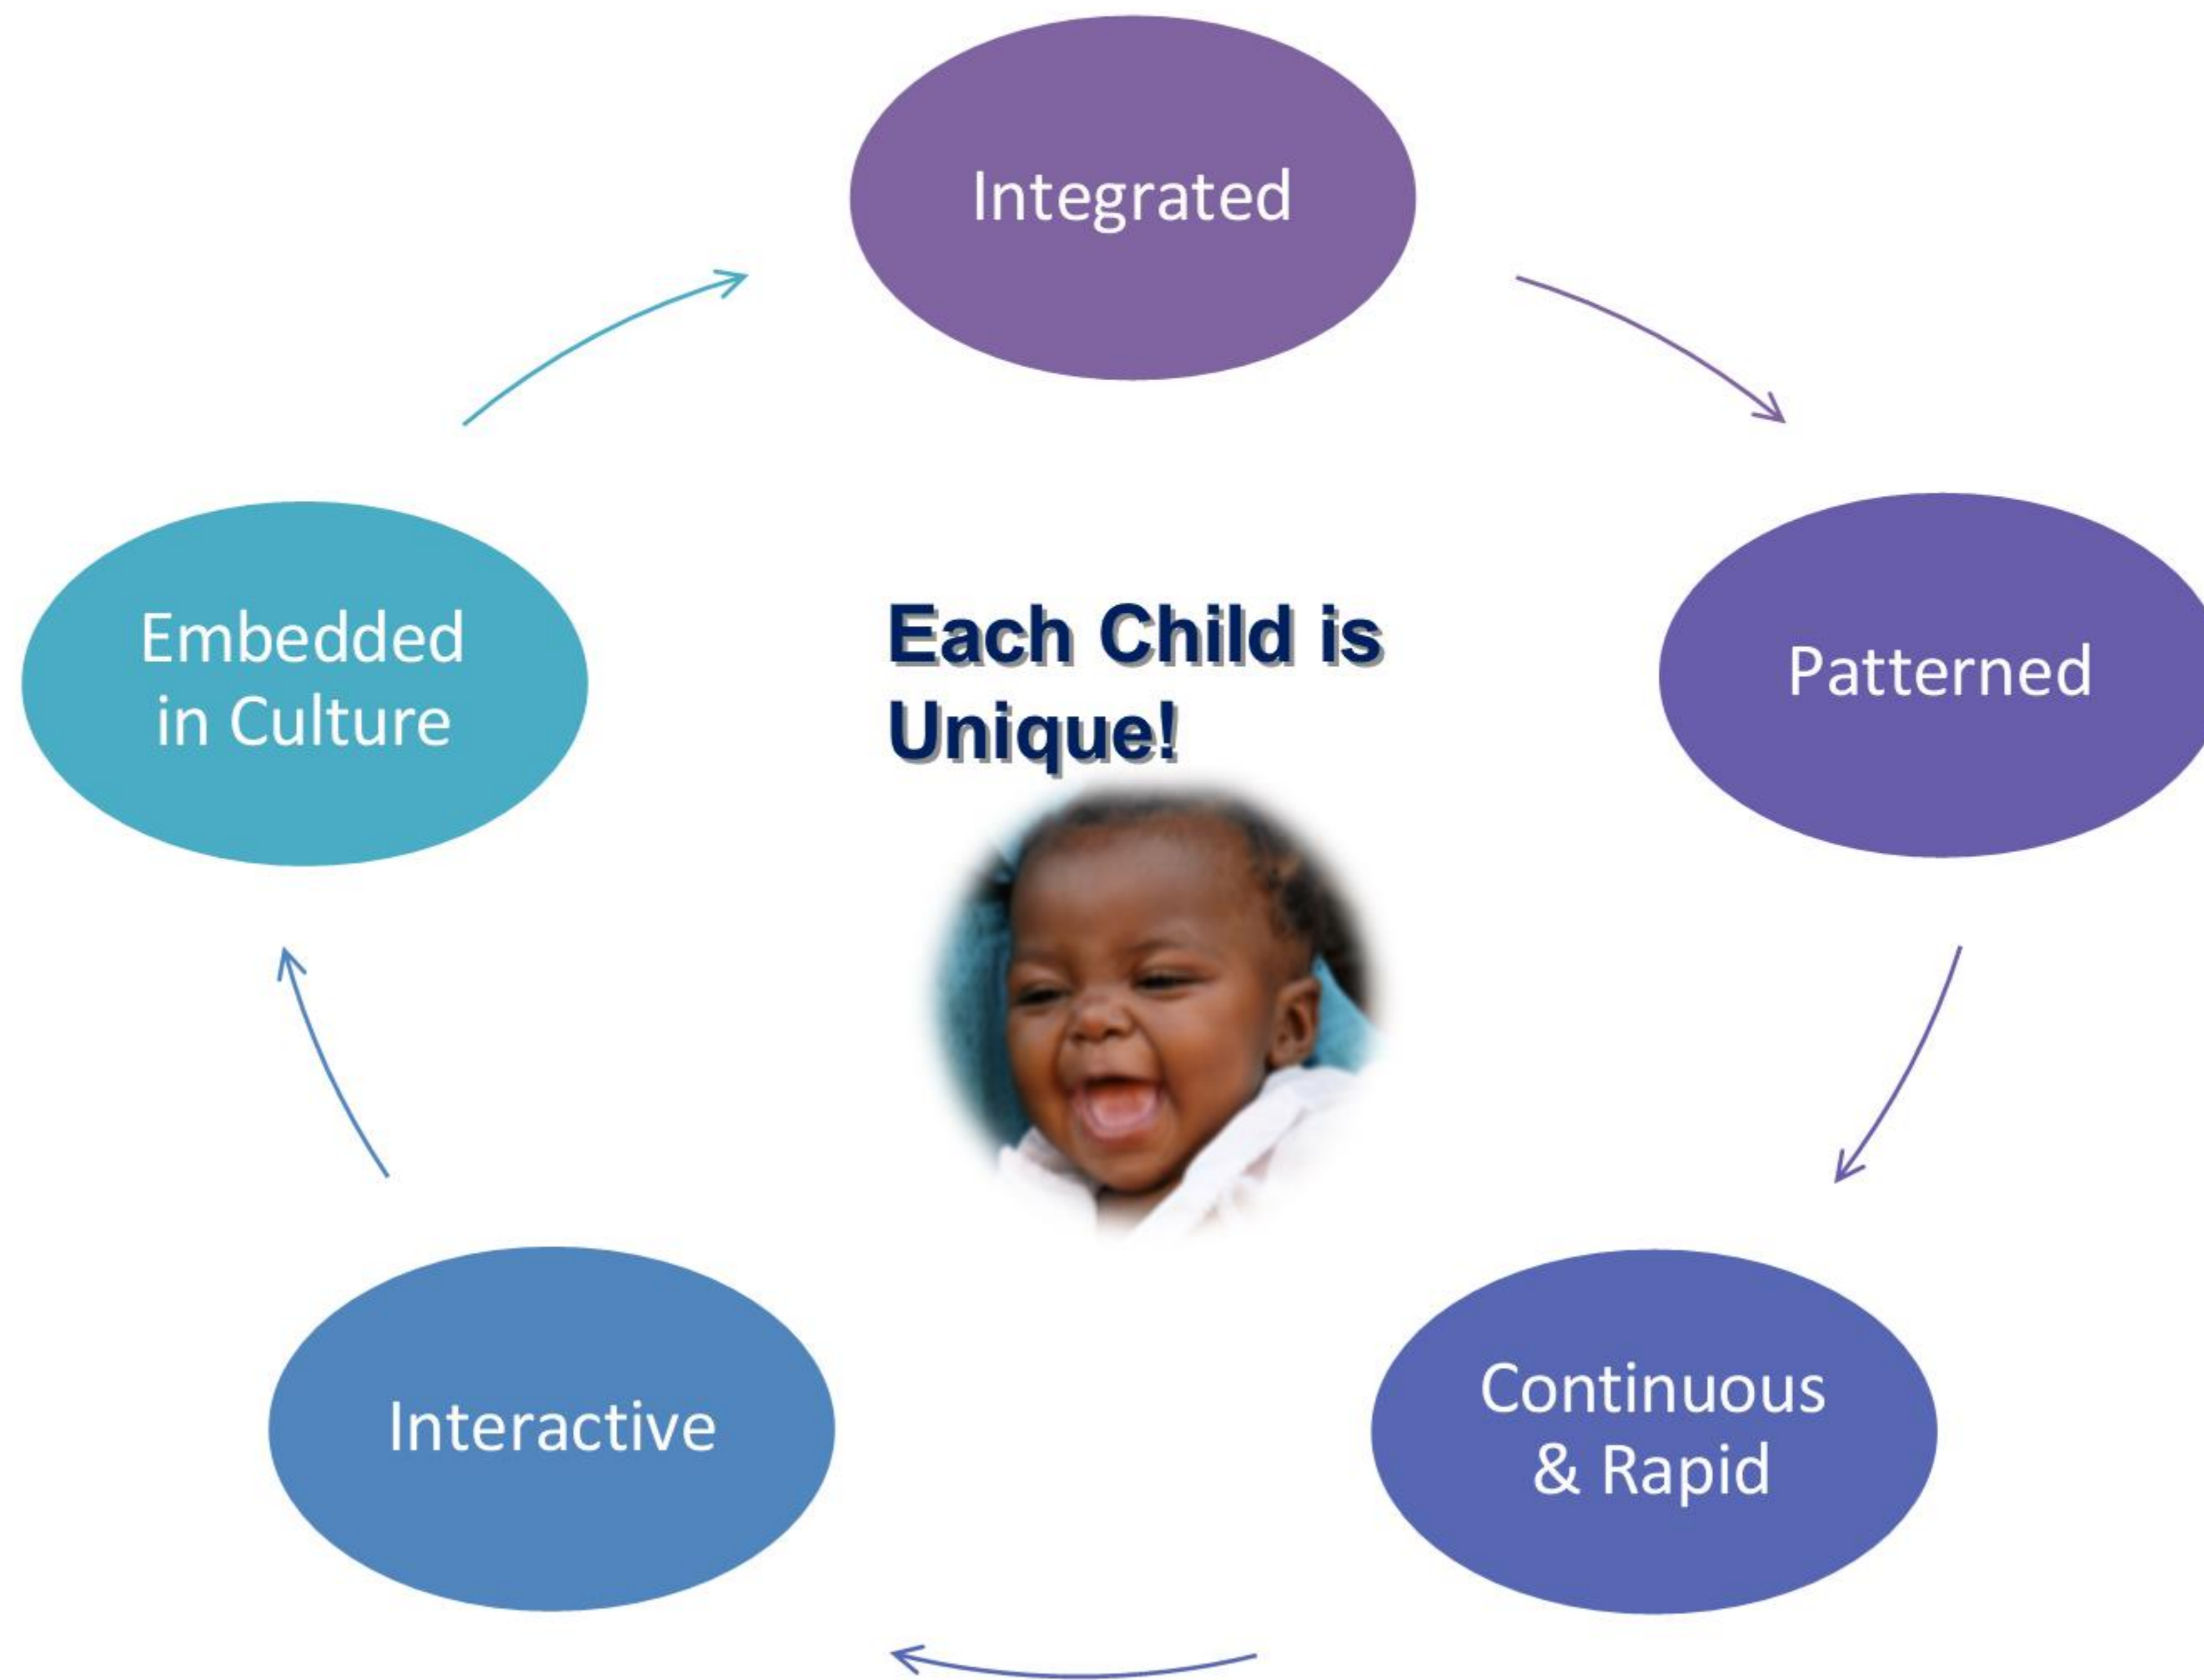 Integrated
Patterned
Continuous
& Rapid
Interactive
Embedded
in Culture
Each Child is
Unique!